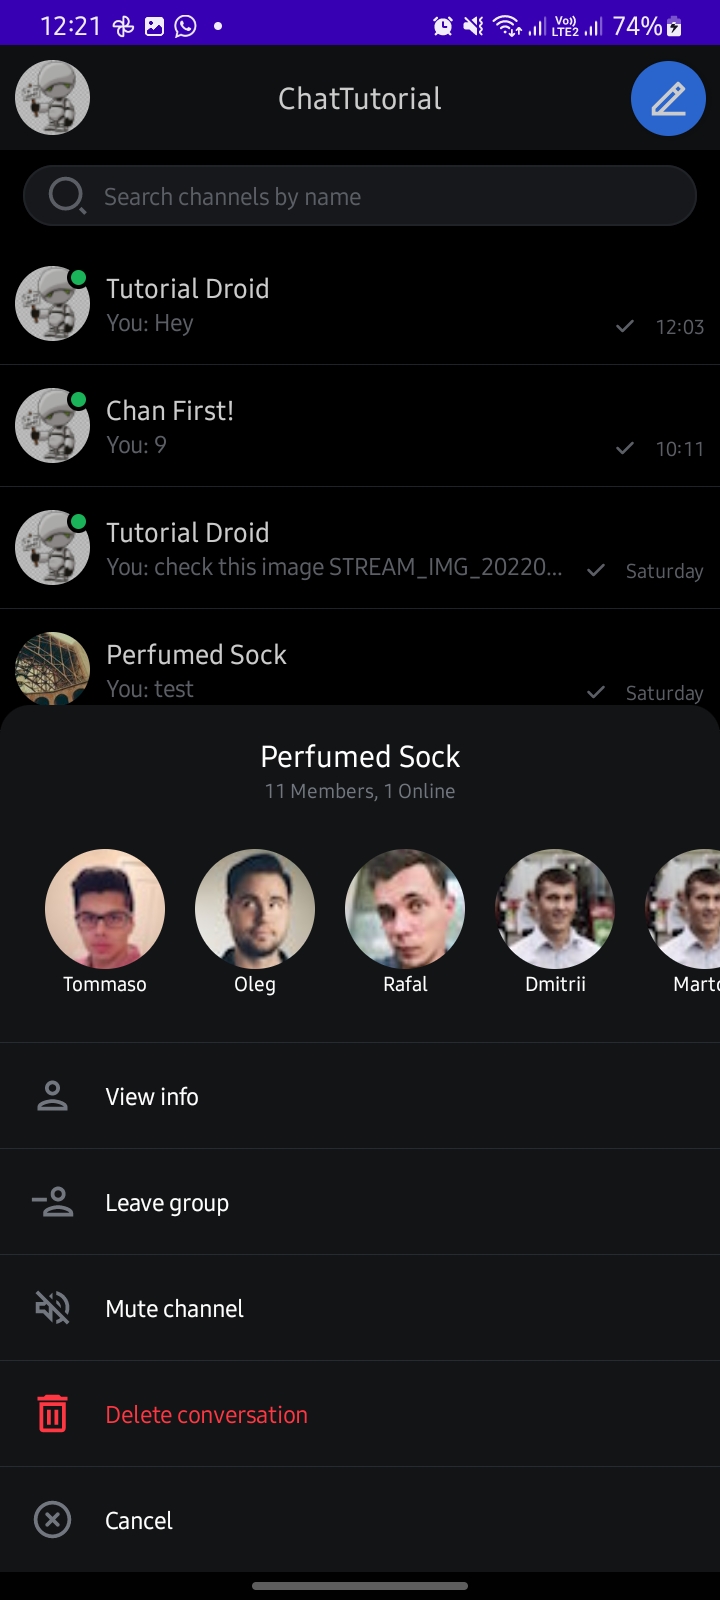 12:21 Vo)) LTE2 74%
ChatTutorial
Search channels by name
Tutorial Droid
You: Hey
12:03
Chan First!
You: 9
10:11
Tutorial Droid
You: check this image STREAM_IMG_20220...
Saturday
Perfumed Sock
You: test
Saturday
Perfumed Sock
11 Members, 1 Online
Tommaso Oleg Rafal Dmitrii
View info
Leave group
Mute channel
Delete conversation
Cancel